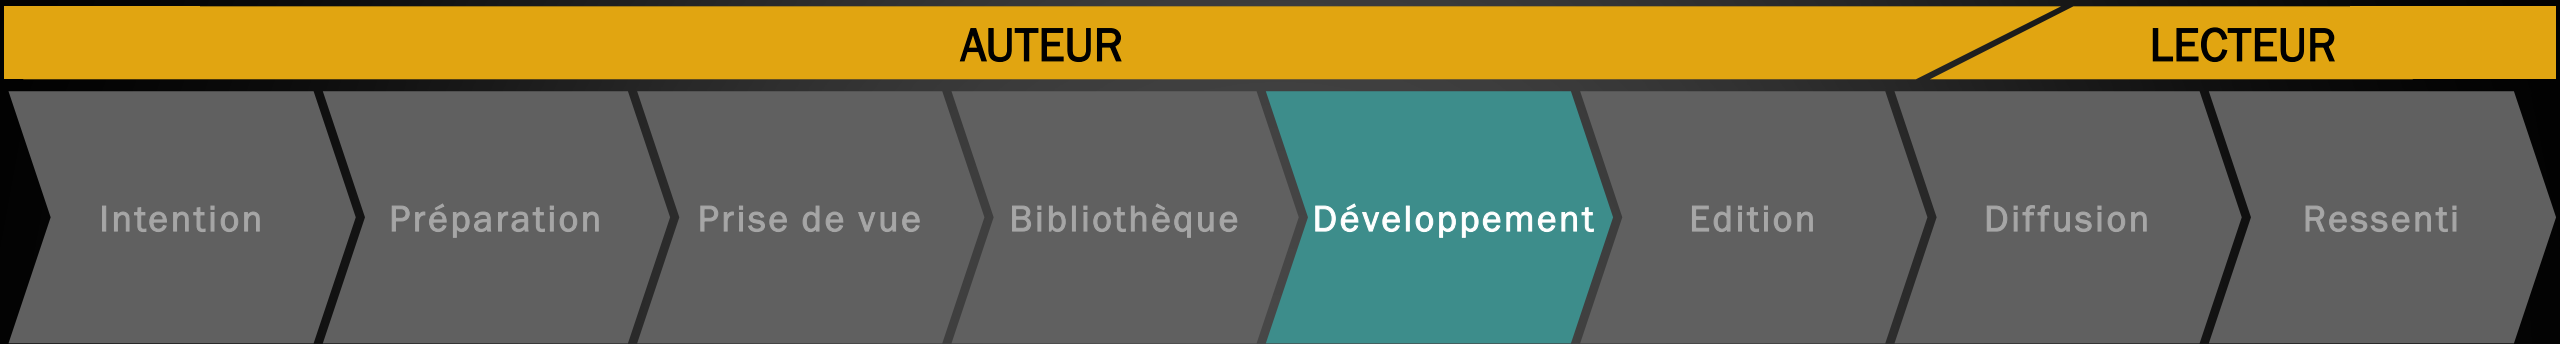 AUTEUR
LECTEUR
Intention
Préparation
Prise de vue
Bibliothèque
Développement
Edition
Diffusion
Ressenti